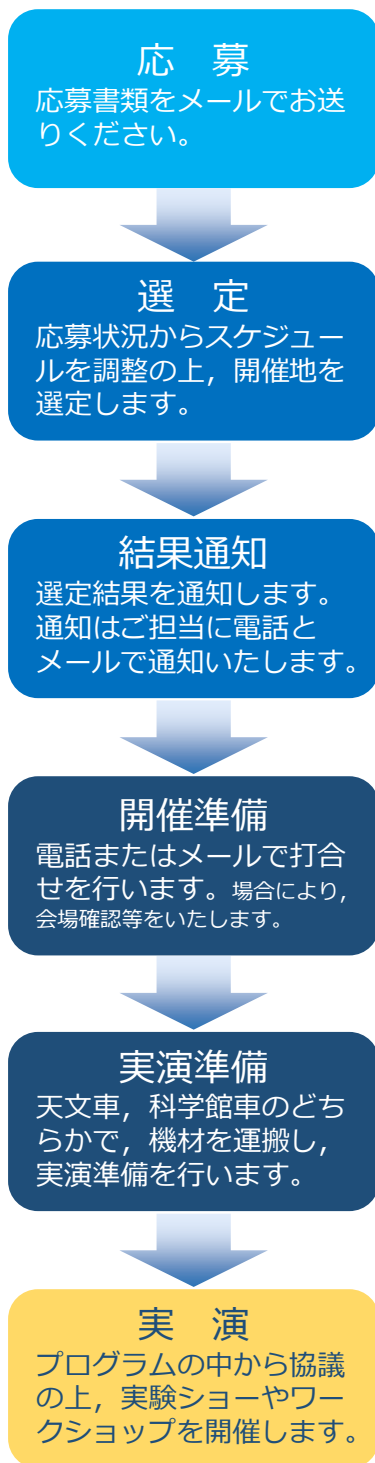 応　募
応募書類をメールでお送
りください。
選　定
応募状況からスケジュー
ルを調整の上，開催地を
選定します。
結果通知
選定結果を通知します。
通知はご担当に電話と
メールで通知いたします。
開催準備
電話またはメールで打合
せを行います。場合により，
会場確認等をいたします。
実演準備
天文車，科学館車のどち
らかで，機材を運搬し，
実演準備を行います。
実　演
プログラムの中から協議
の上，実験ショーやワー
クショップを開催します。